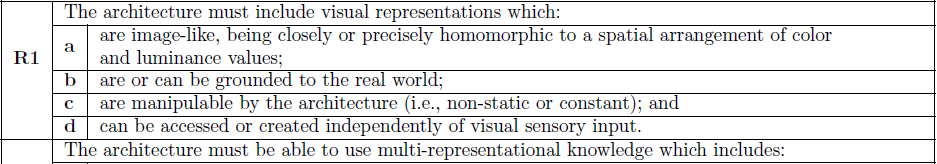 The architecture must include visual representations which:
R1
a
are image-like, being closely or precisely homomorphic to a spatial arrangement of color
and luminance values;
b are or can be grounded to the real world;
c are manipulable by the architecture (i.e., non-static or constant); and
d can be accessed or created independently of visual sensory input.
The architecture must be able to use multi-representational knowledge which includes: